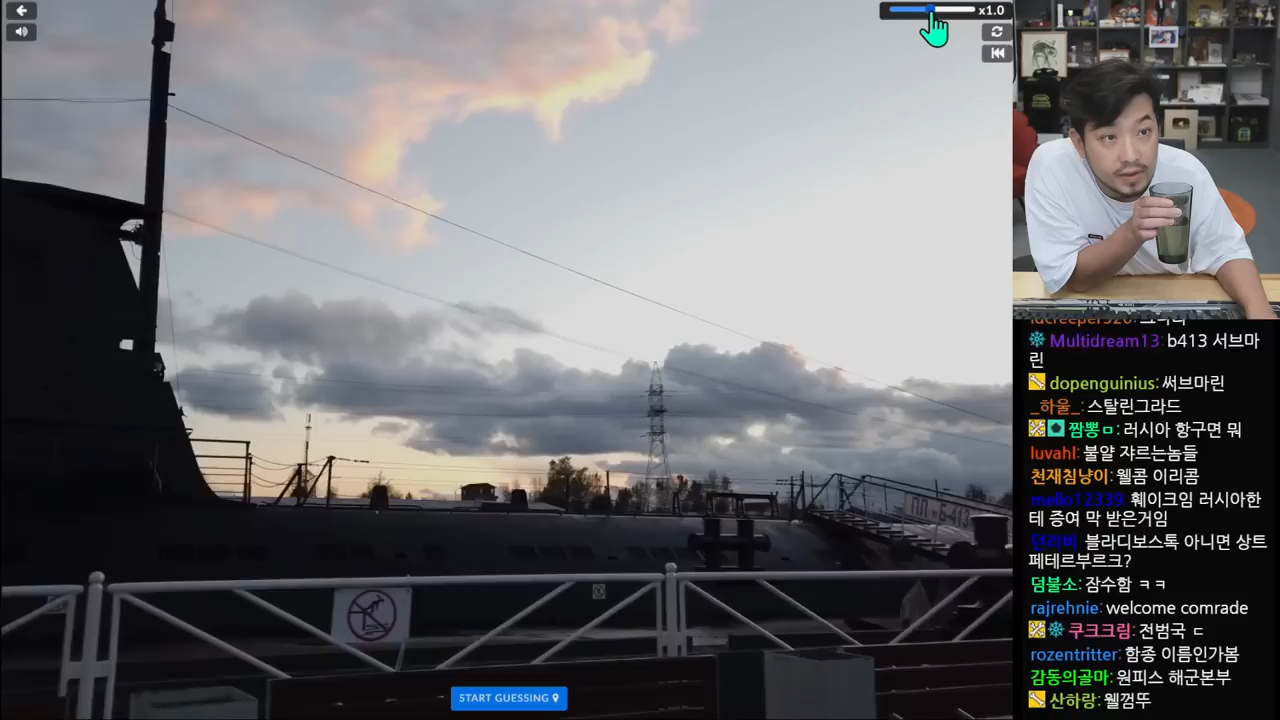 x1.0
ПЛ Б-413
START GUESSING
Multidream13: b413 서브마
린
dopenguinius: 써브마린
_하울_: 스탈린그라드
짬뽕ㅁ: 러시아 항구면 뭐
luvahl: 불얄 쟈르는놈들
천재침냥이: 웰콤 이리콤
mello12339: 훼이크임 러시아한
테 증여 막 받은거임
블라디보스톡 아니면 상트
페테르부르크?
덤불소: 잠수함 ㅋㅋ
rajrehnie: welcome comrade
쿠크크림: 전범국 ㄷ
rozentritter: 함종 이름인가봄
감동의골마: 원피스 해군본부
산하랑: 웰껌뚜